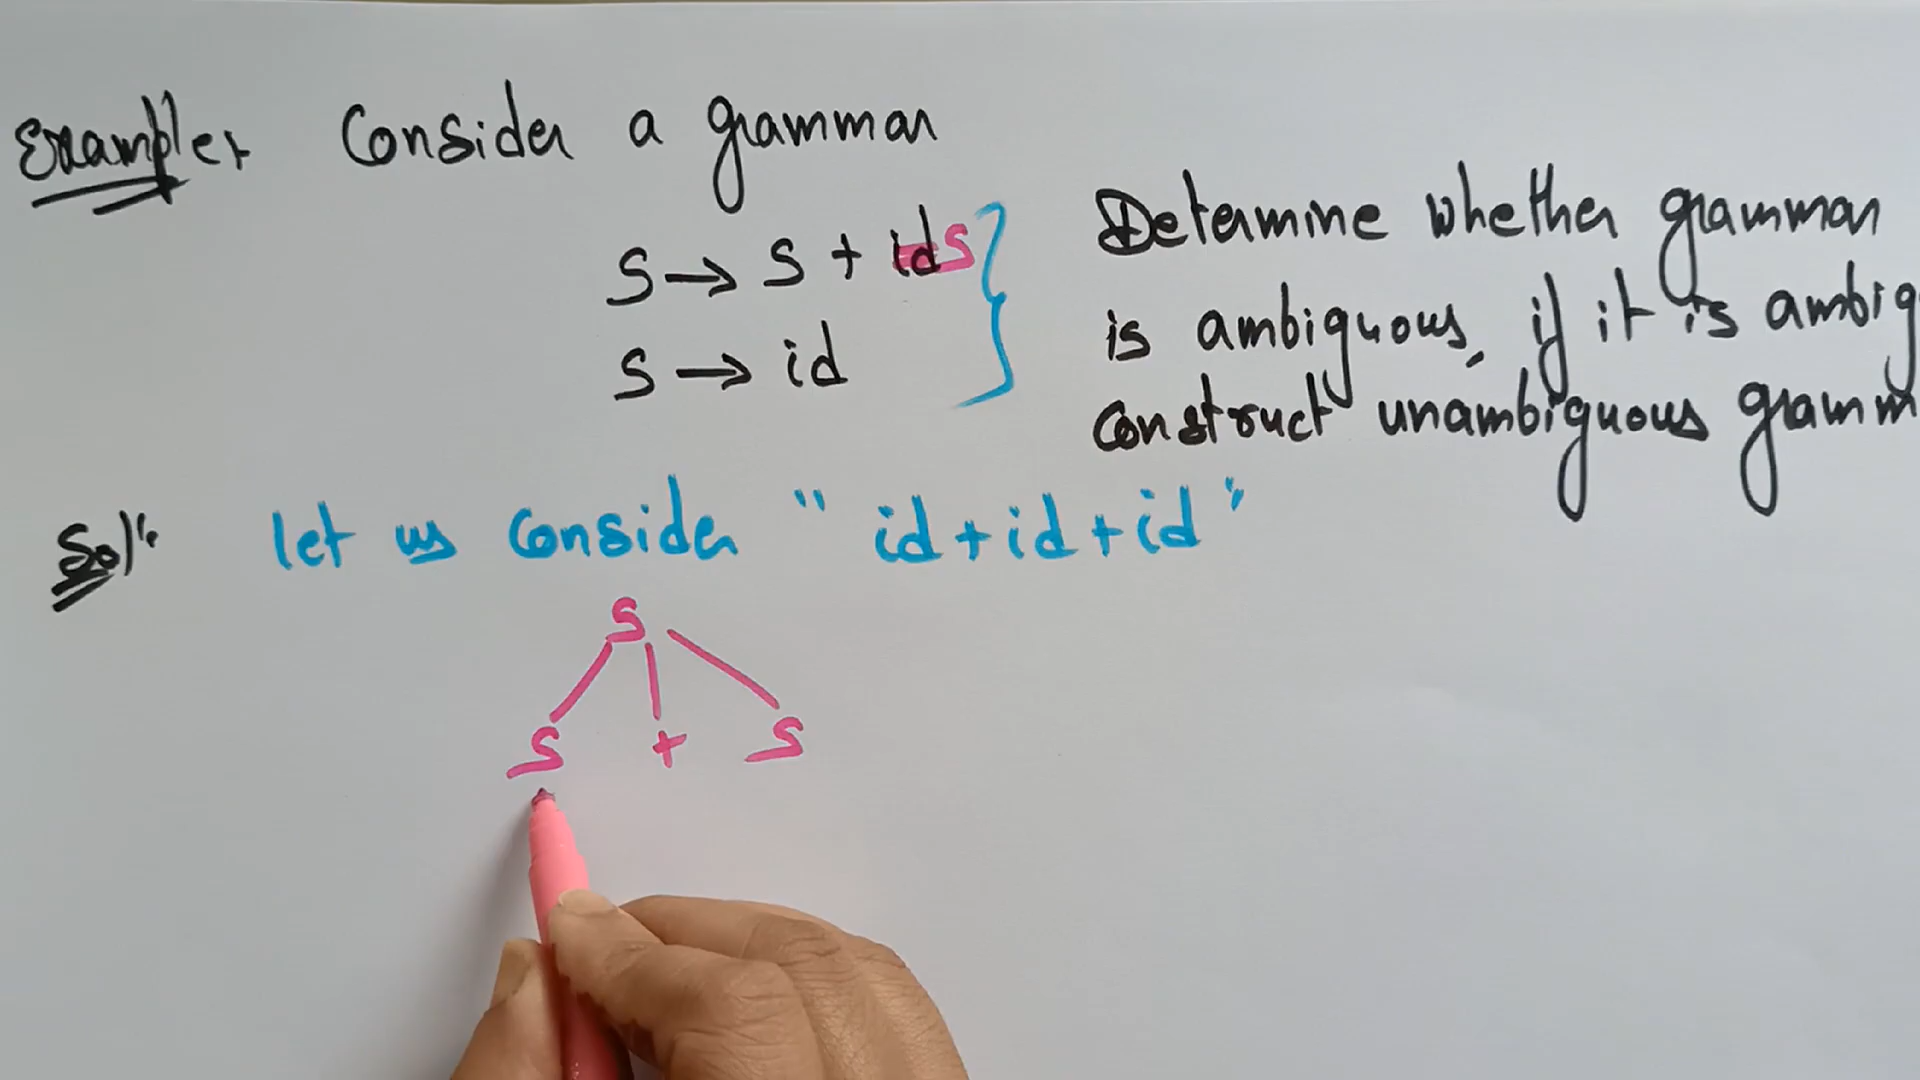 Example:- Consider a grammar
S → S + S
S → id
Determine whether grammar
is ambiguous, if it is ambig
construct unambiguous gramm
Sol": let us consider "id+id+id"
S
S + S